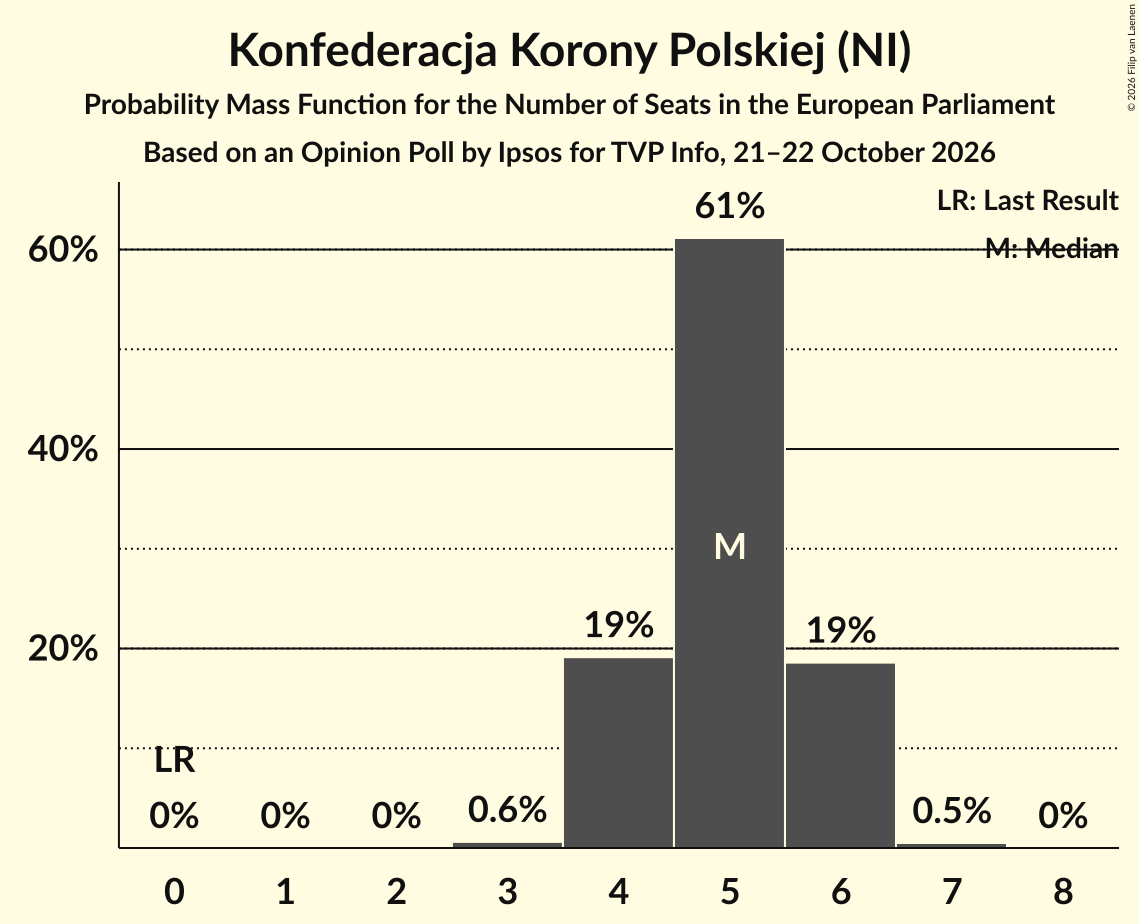 Konfederacja Korony Polskiej (NI)
Probability Mass Function for the Number of Seats in the European Parliament
Based on an Opinion Poll by Ipsos for TVP Info, 21–22 October 2026
© 2026 Filip van Laenen
LR: Last Result
M: Median
61%
60%
40%
M
19%
19%
20%
LR
0%
0%
0%
0.6%
0.5%
0%
0
1
2
3
4
5
6
7
8